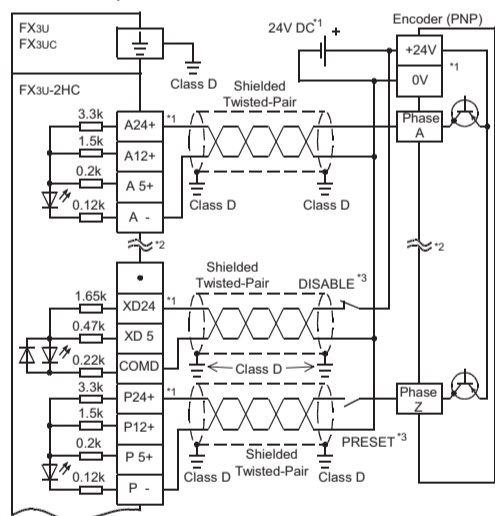 24V DC*1 +
Encoder (PNP)
FX3U
FX3UC
Class D
+24V
*1
0V
FX3U-2HC
Shielded
Twisted-Pair
3.3k
A24+
*1
Phase
A
1.5k
A12+
0.2k
A 5+
0.12k
A -
Class D
Class D
*2
*2
Shielded
Twisted-Pair
DISABLE*3
1.65k
XD24
*1
0.47k
XD 5
0.22k
COMD
Class D
3.3k
P24+
*1
Phase
Z
1.5k
P12+
PRESET*3
0.2k
P 5+
Shielded
Twisted-Pair
0.12k
P -
Class D
Class D